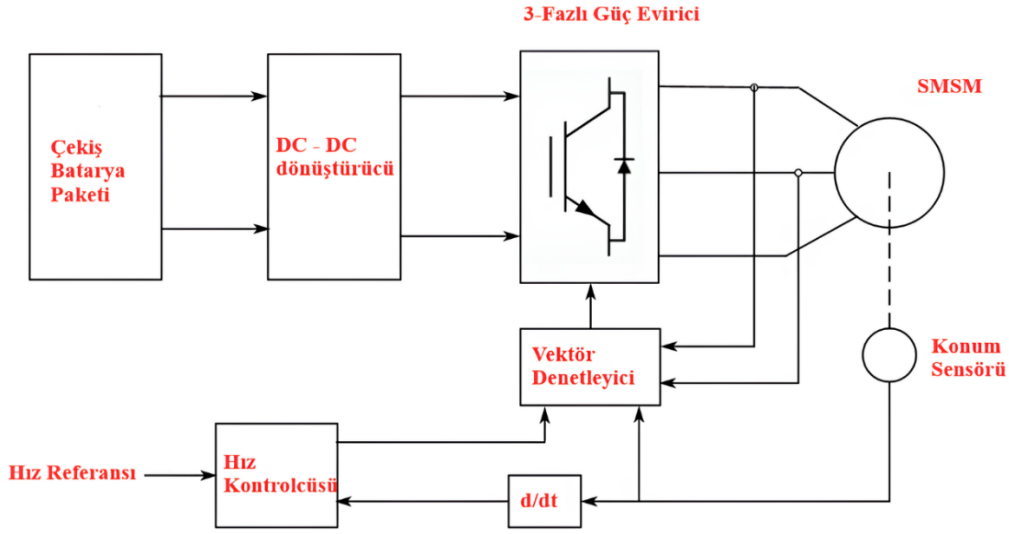 3-Fazlı Güç Evirici
SMSM
Çekiş
Batarya
Paketi
DC - DC
dönüştürücü
Vektör
Denetleyici
Konum
Sensörü
Hız Referansı
Hız
Kontrolcüsü
d/dt